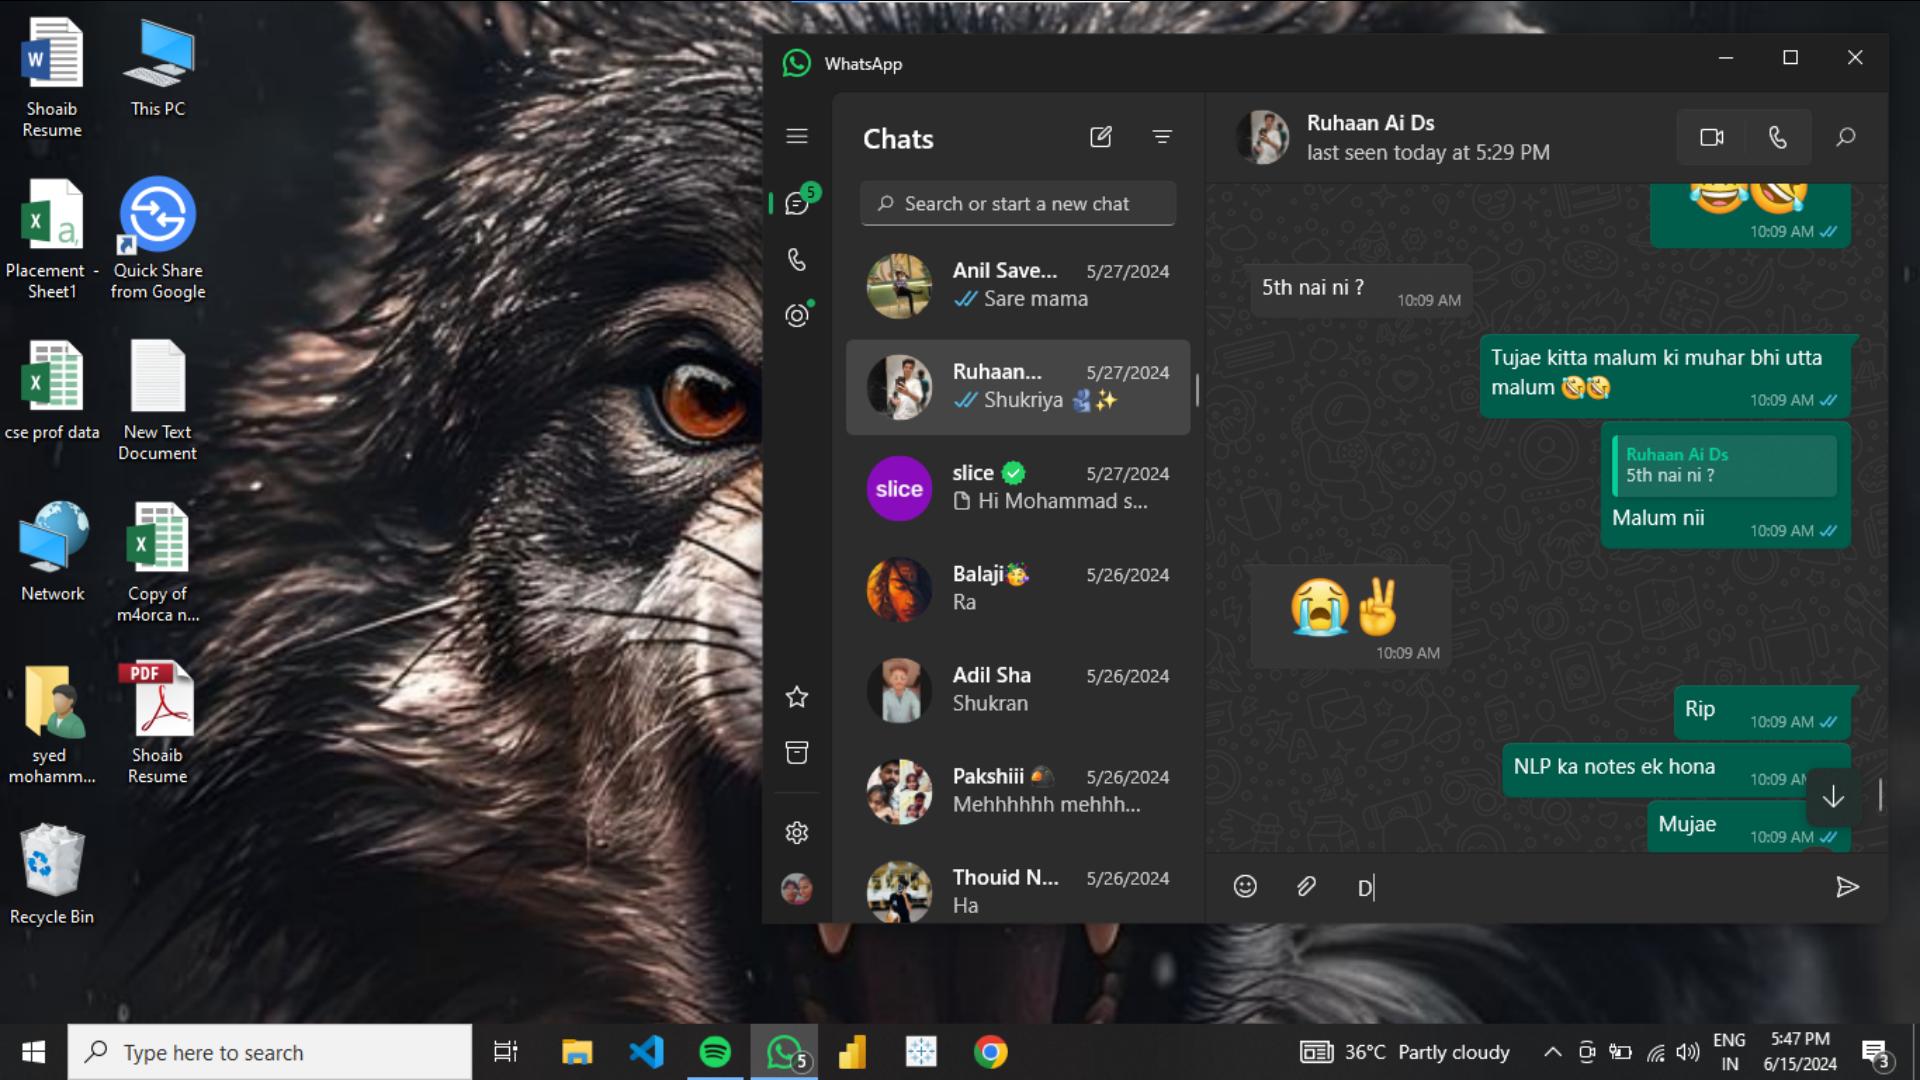 Shoaib
Resume
This PC
Placement -
Sheet1
Quick Share
from Google
cse prof data
New Text
Document
Network
Copy of
m4orca n...
syed
mohamm...
PDF
Shoaib
Resume
Recycle Bin
WhatsApp
5
Chats
Search or start a new chat
Anil Save... 5/27/2024
Sare mama
Ruhaan... 5/27/2024
Shukriya 🫂✨
slice
slice 5/27/2024
Hi Mohammad s...
Balaji🥳 5/26/2024
Ra
Adil Sha 5/26/2024
Shukran
Pakshiii 🪺 5/26/2024
Mehhhhhh mehhh...
Thouid N... 5/26/2024
Ha
Ruhaan Ai Ds
last seen today at 5:29 PM
😂🤣
10:09 AM
5th nai ni ? 10:09 AM
Tujae kitta malum ki muhar bhi utta
malum 🤣🤣 10:09 AM
Ruhaan Ai Ds
5th nai ni ?
Malum nii 10:09 AM
😭✌️
10:09 AM
Rip 10:09 AM
NLP ka notes ek hona 10:09 AM
Mujae 10:09 AM
D
Type here to search
5
36°C Partly cloudy
ENG
IN
5:47 PM
6/15/2024
3